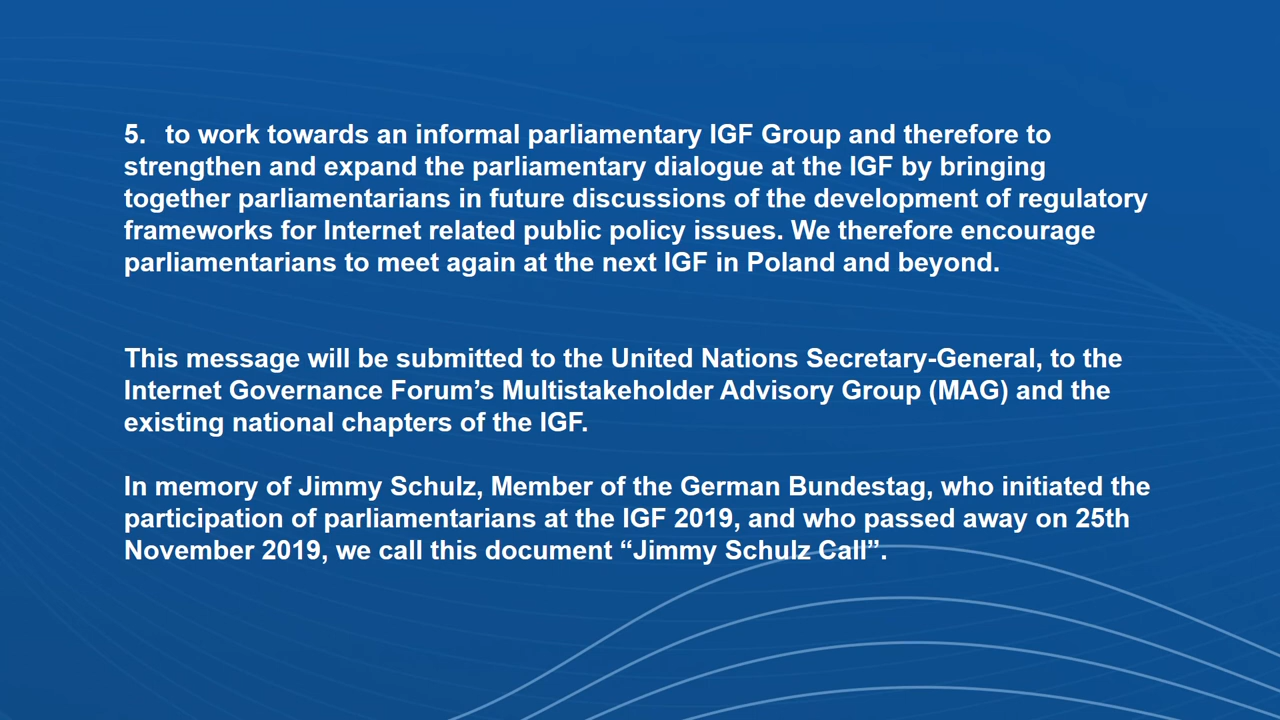 5. to work towards an informal parliamentary IGF Group and therefore to
strengthen and expand the parliamentary dialogue at the IGF by bringing
together parliamentarians in future discussions of the development of regulatory
frameworks for Internet related public policy issues. We therefore encourage
parliamentarians to meet again at the next IGF in Poland and beyond.
This message will be submitted to the United Nations Secretary-General, to the
Internet Governance Forum’s Multistakeholder Advisory Group (MAG) and the
existing national chapters of the IGF.
In memory of Jimmy Schulz, Member of the German Bundestag, who initiated the
participation of parliamentarians at the IGF 2019, and who passed away on 25th
November 2019, we call this document “Jimmy Schulz Call”.